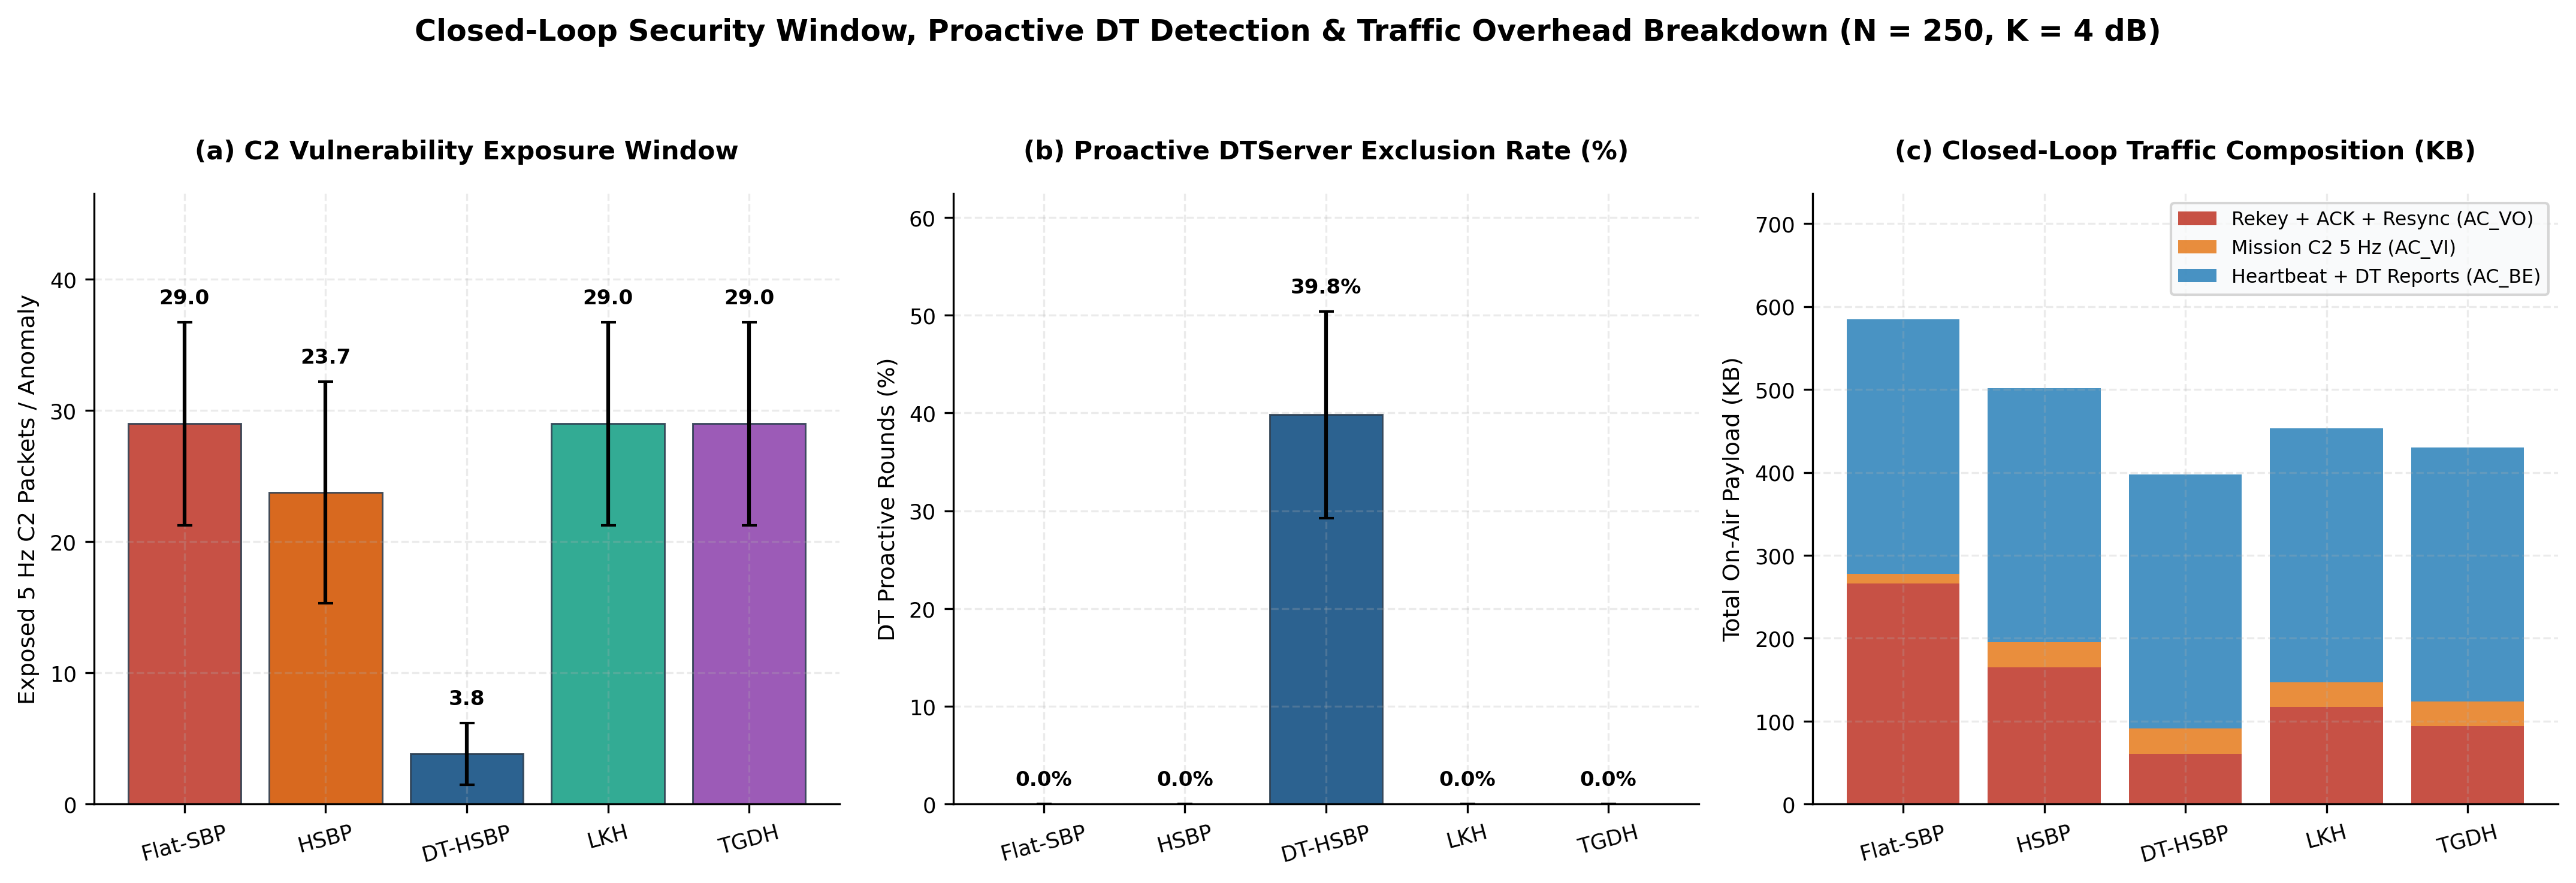 Closed-Loop Security Window, Proactive DT Detection & Traffic Overhead Breakdown (N = 250, K = 4 dB)
(a) C2 Vulnerability Exposure Window
Exposed 5 Hz C2 Packets / Anomaly
40
30
20
10
0
29.0
23.7
3.8
29.0
29.0
Flat-SBP
HSBP
DT-HSBP
LKH
TGDH
(b) Proactive DTServer Exclusion Rate (%)
DT Proactive Rounds (%)
60
50
40
30
20
10
0
0.0%
0.0%
39.8%
0.0%
0.0%
Flat-SBP
HSBP
DT-HSBP
LKH
TGDH
(c) Closed-Loop Traffic Composition (KB)
Total On-Air Payload (KB)
700
600
500
400
300
200
100
0
Rekey + ACK + Resync (AC_VO)
Mission C2 5 Hz (AC_VI)
Heartbeat + DT Reports (AC_BE)
Flat-SBP
HSBP
DT-HSBP
LKH
TGDH